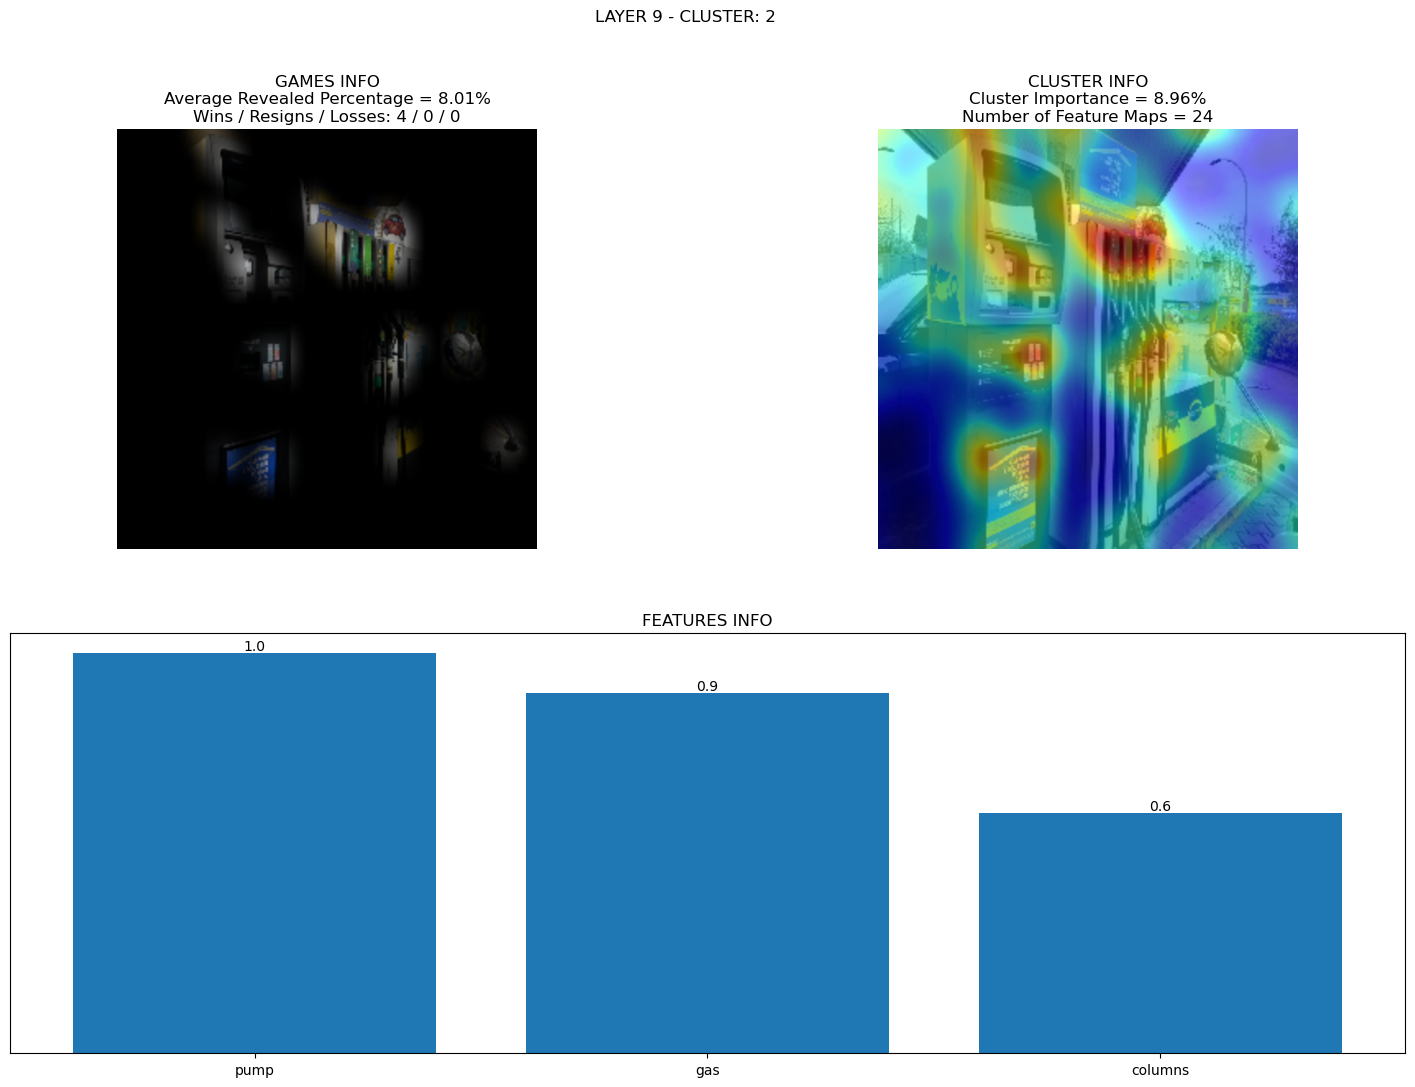 LAYER 9 - CLUSTER: 2
GAMES INFO
Average Revealed Percentage = 8.01%
Wins / Resigns / Losses: 4 / 0 / 0
CLUSTER INFO
Cluster Importance = 8.96%
Number of Feature Maps = 24
FEATURES INFO
1.0
0.9
0.6
pump
gas
columns